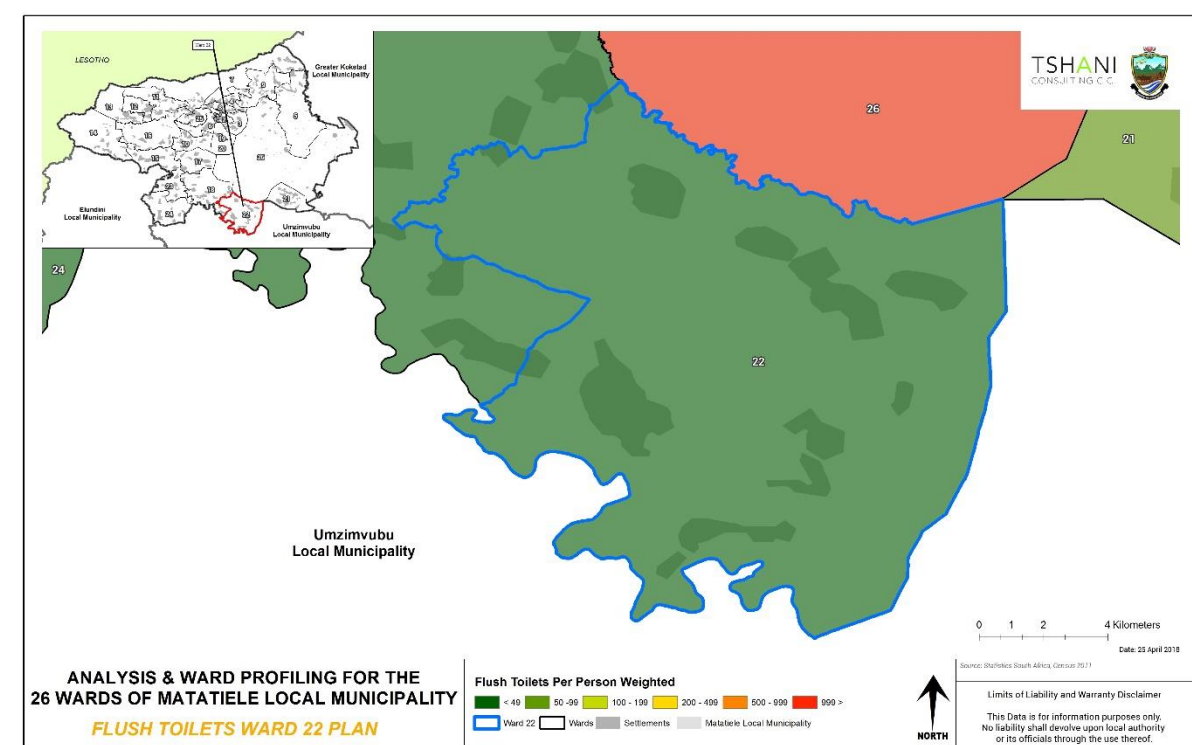 LESOTHO
Ward 22
Greater Kokstad
Local Municipality
Elundini
Local Municipality
Umzimvubu
Local Municipality
TSHANI
CONSULTING C.C.
26
21
24
22
Umzimvubu
Local Municipality
0 1 2 4 Kilometers
Date: 25 April 2018
ANALYSIS & WARD PROFILING FOR THE
26 WARDS OF MATATIELE LOCAL MUNICIPALITY
FLUSH TOILETS WARD 22 PLAN
Flush Toilets Per Person Weighted
< 49 50 -99 100 - 199 200 - 499 500 - 999 999 >
Ward 22 Wards Settlements Matatiele Local Municipality
NORTH
Source: Statistics South Africa, Census 2011
Limits of Liability and Warranty Disclaimer
This Data is for information purposes only.
No liability shall devolve upon local authority
or its officials through the use thereof.